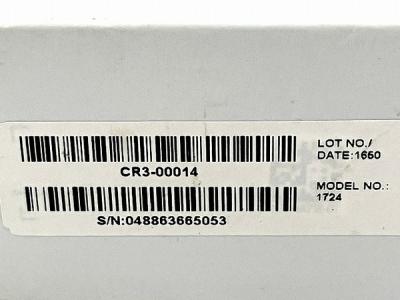 LOT NO./
DATE:1650
CR3-00014
MODEL NO.:
1724
S/N:048863665053